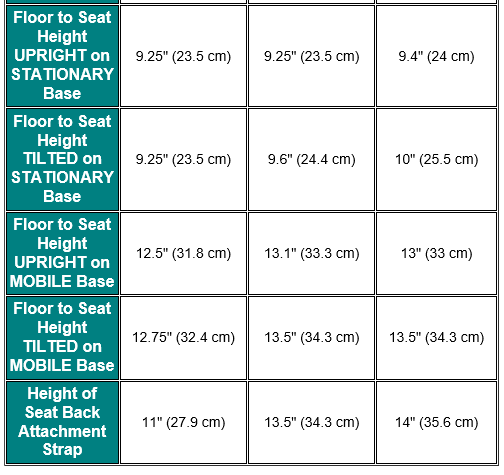 Floor to Seat
Height
UPRIGHT on
STATIONARY
Base
9.25" (23.5 cm)
9.25" (23.5 cm)
9.4" (24 cm)
Floor to Seat
Height
TILTED on
STATIONARY
Base
9.25" (23.5 cm)
9.6" (24.4 cm)
10" (25.5 cm)
Floor to Seat
Height
UPRIGHT on
MOBILE Base
12.5" (31.8 cm)
13.1" (33.3 cm)
13" (33 cm)
Floor to Seat
Height
TILTED on
MOBILE Base
12.75" (32.4 cm)
13.5" (34.3 cm)
13.5" (34.3 cm)
Height of
Seat Back
Attachment
Strap
11" (27.9 cm)
13.5" (34.3 cm)
14" (35.6 cm)